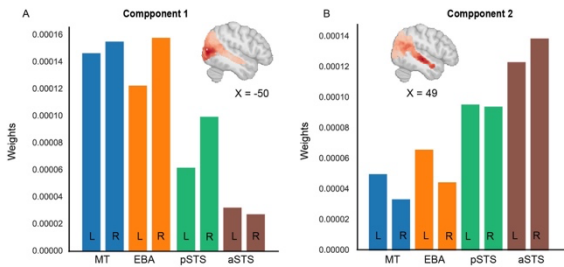 A
Compponent 1
Weights
0.00016
0.00014
0.00012
0.00010
0.00008
0.00006
0.00004
0.00002
0.00000
X = -50
L R L R L R L R
MT EBA pSTS aSTS
B
Component 2
Weights
0.00014
0.00012
0.00010
0.00008
0.00006
0.00004
0.00002
0.00000
X = 49
L R L R L R L R
MT EBA pSTS aSTS